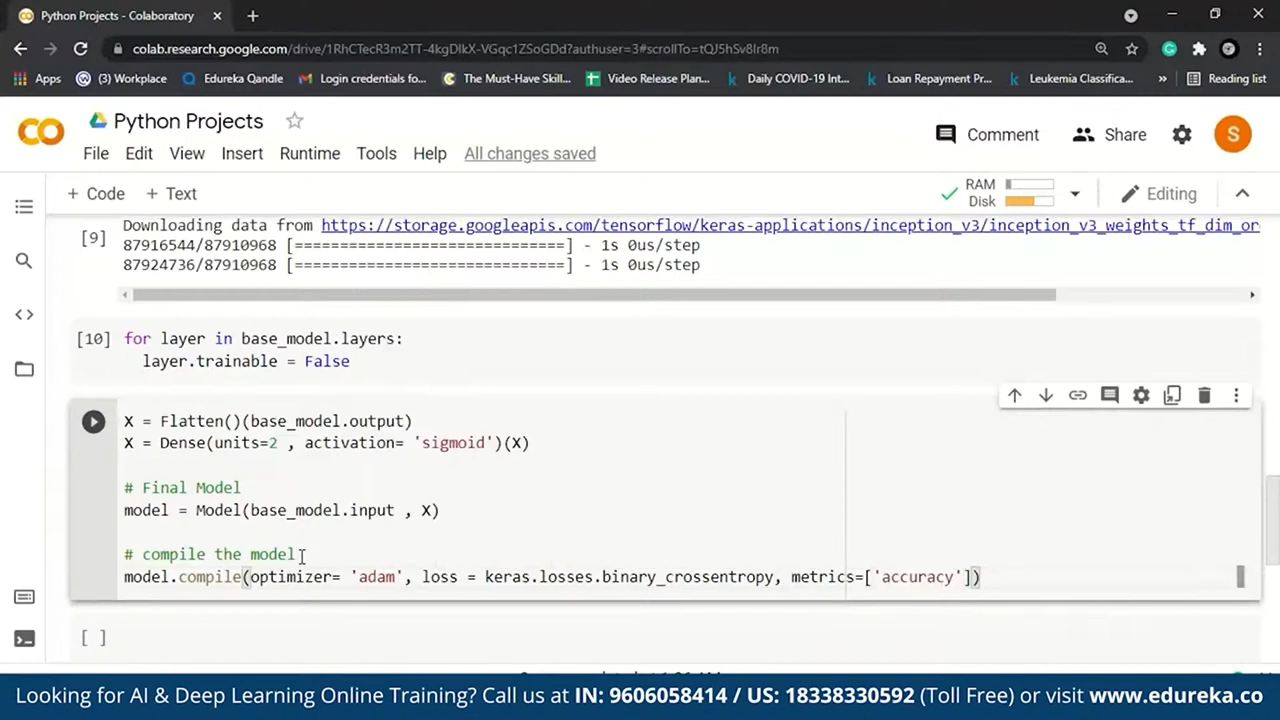 Python Projects - Colaboratory
colab.research.google.com/drive/1RhCTecR3m2TT-4kgDlkX-VGqc1ZSoGDd?authuser=3#scrollTo=tQJ5hSv8Ir8m
Apps (3) Workplace Edureka Qandle Login credentials fo... The Must-Have Skil... Video Release Plan... Daily COVID-19 Int... Loan Repayment Pr... Leukemia Classifica... » Reading list
Python Projects
Comment Share S
File Edit View Insert Runtime Tools Help All changes saved
+ Code + Text
RAM
Disk
Editing
Downloading data from https://storage.googleapis.com/tensorflow/keras-applications/inception_v3/inception_v3_weights_tf_dim_or
[9] 87916544/87910968 [==============================] - 1s 0us/step
87924736/87910968 [==============================] - 1s 0us/step
[10] for layer in base_model.layers:
layer.trainable = False
X = Flatten()(base_model.output)
X = Dense(units=2 , activation= 'sigmoid')(X)
# Final Model
model = Model(base_model.input , X)
# compile the model
model.compile(optimizer= 'adam', loss = keras.losses.binary_crossentropy, metrics=['accuracy'])
[ ]
Looking for AI & Deep Learning Online Training? Call us at IN: 9606058414 / US: 18338330592 (Toll Free) or visit www.edureka.co